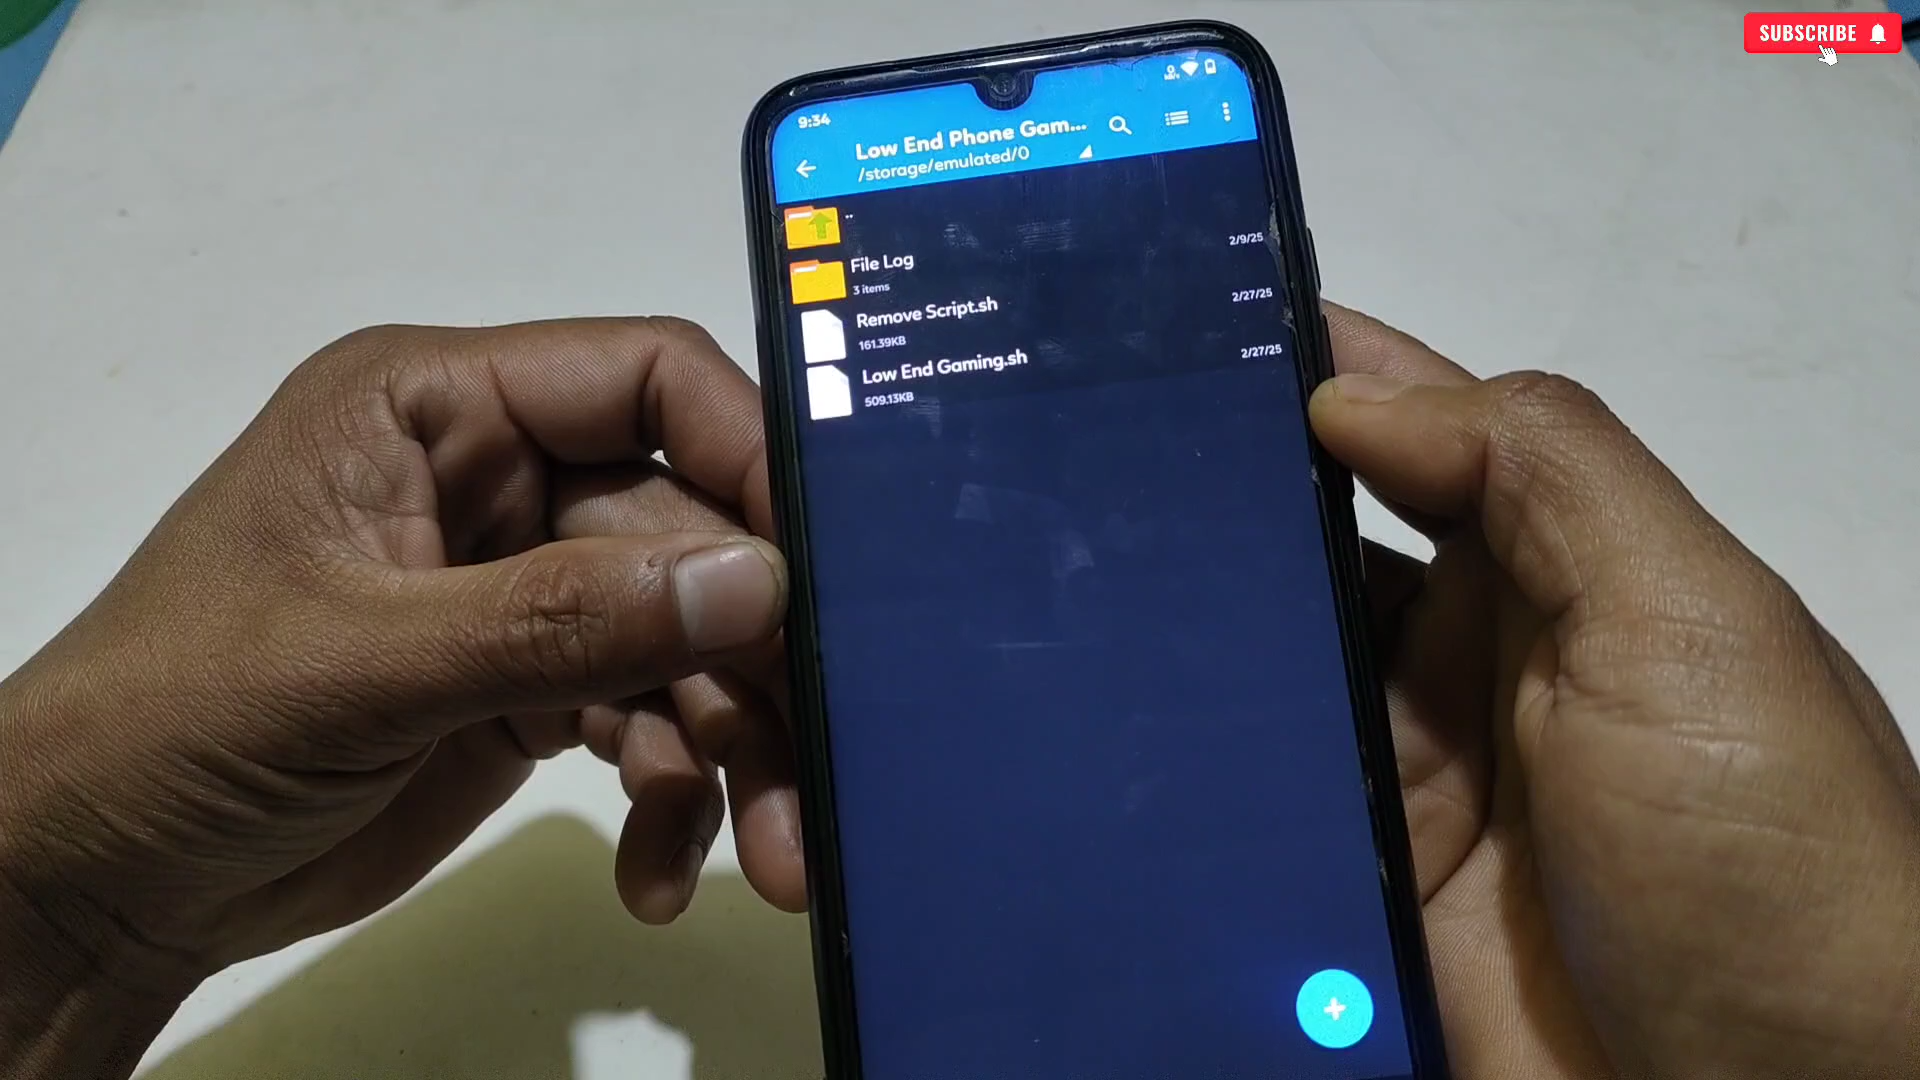 SUBSCRIBE
9:34
Low End Phone Gam...
/storage/emulated/0
..
File Log
3 items
2/9/25
Remove Script.sh
161.39KB
2/27/25
Low End Gaming.sh
509.13KB
2/27/25